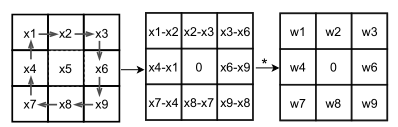 x1 x2 x3 x1-x2 x2-x3 x3-x6 w1 w2 w3
x4 x5 x6 x4-x1 0 x6-x9 * w4 0 w6
x7 x8 x9 x7-x4 x8-x7 x9-x8 w7 w8 w9